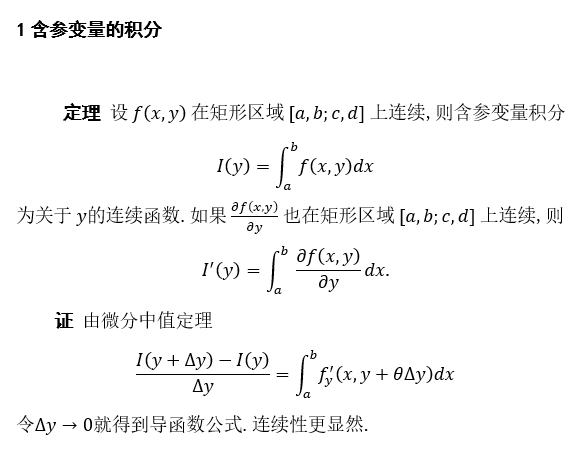 1 含参变量的积分
定理 设 f(x,y) 在矩形区域 [a,b;c,d] 上连续, 则含参变量积分
I(y) = ∫_a^b f(x,y)dx
为关于 y的连续函数. 如果 ∂f(x,y)/∂y 也在矩形区域 [a,b;c,d] 上连续, 则
I′(y) = ∫_a^b ∂f(x,y)/∂y dx.
证 由微分中值定理
(I(y + Δy) − I(y))/Δy = ∫_a^b f′_y(x,y + θΔy)dx
令Δy → 0就得到导函数公式. 连续性更显然.